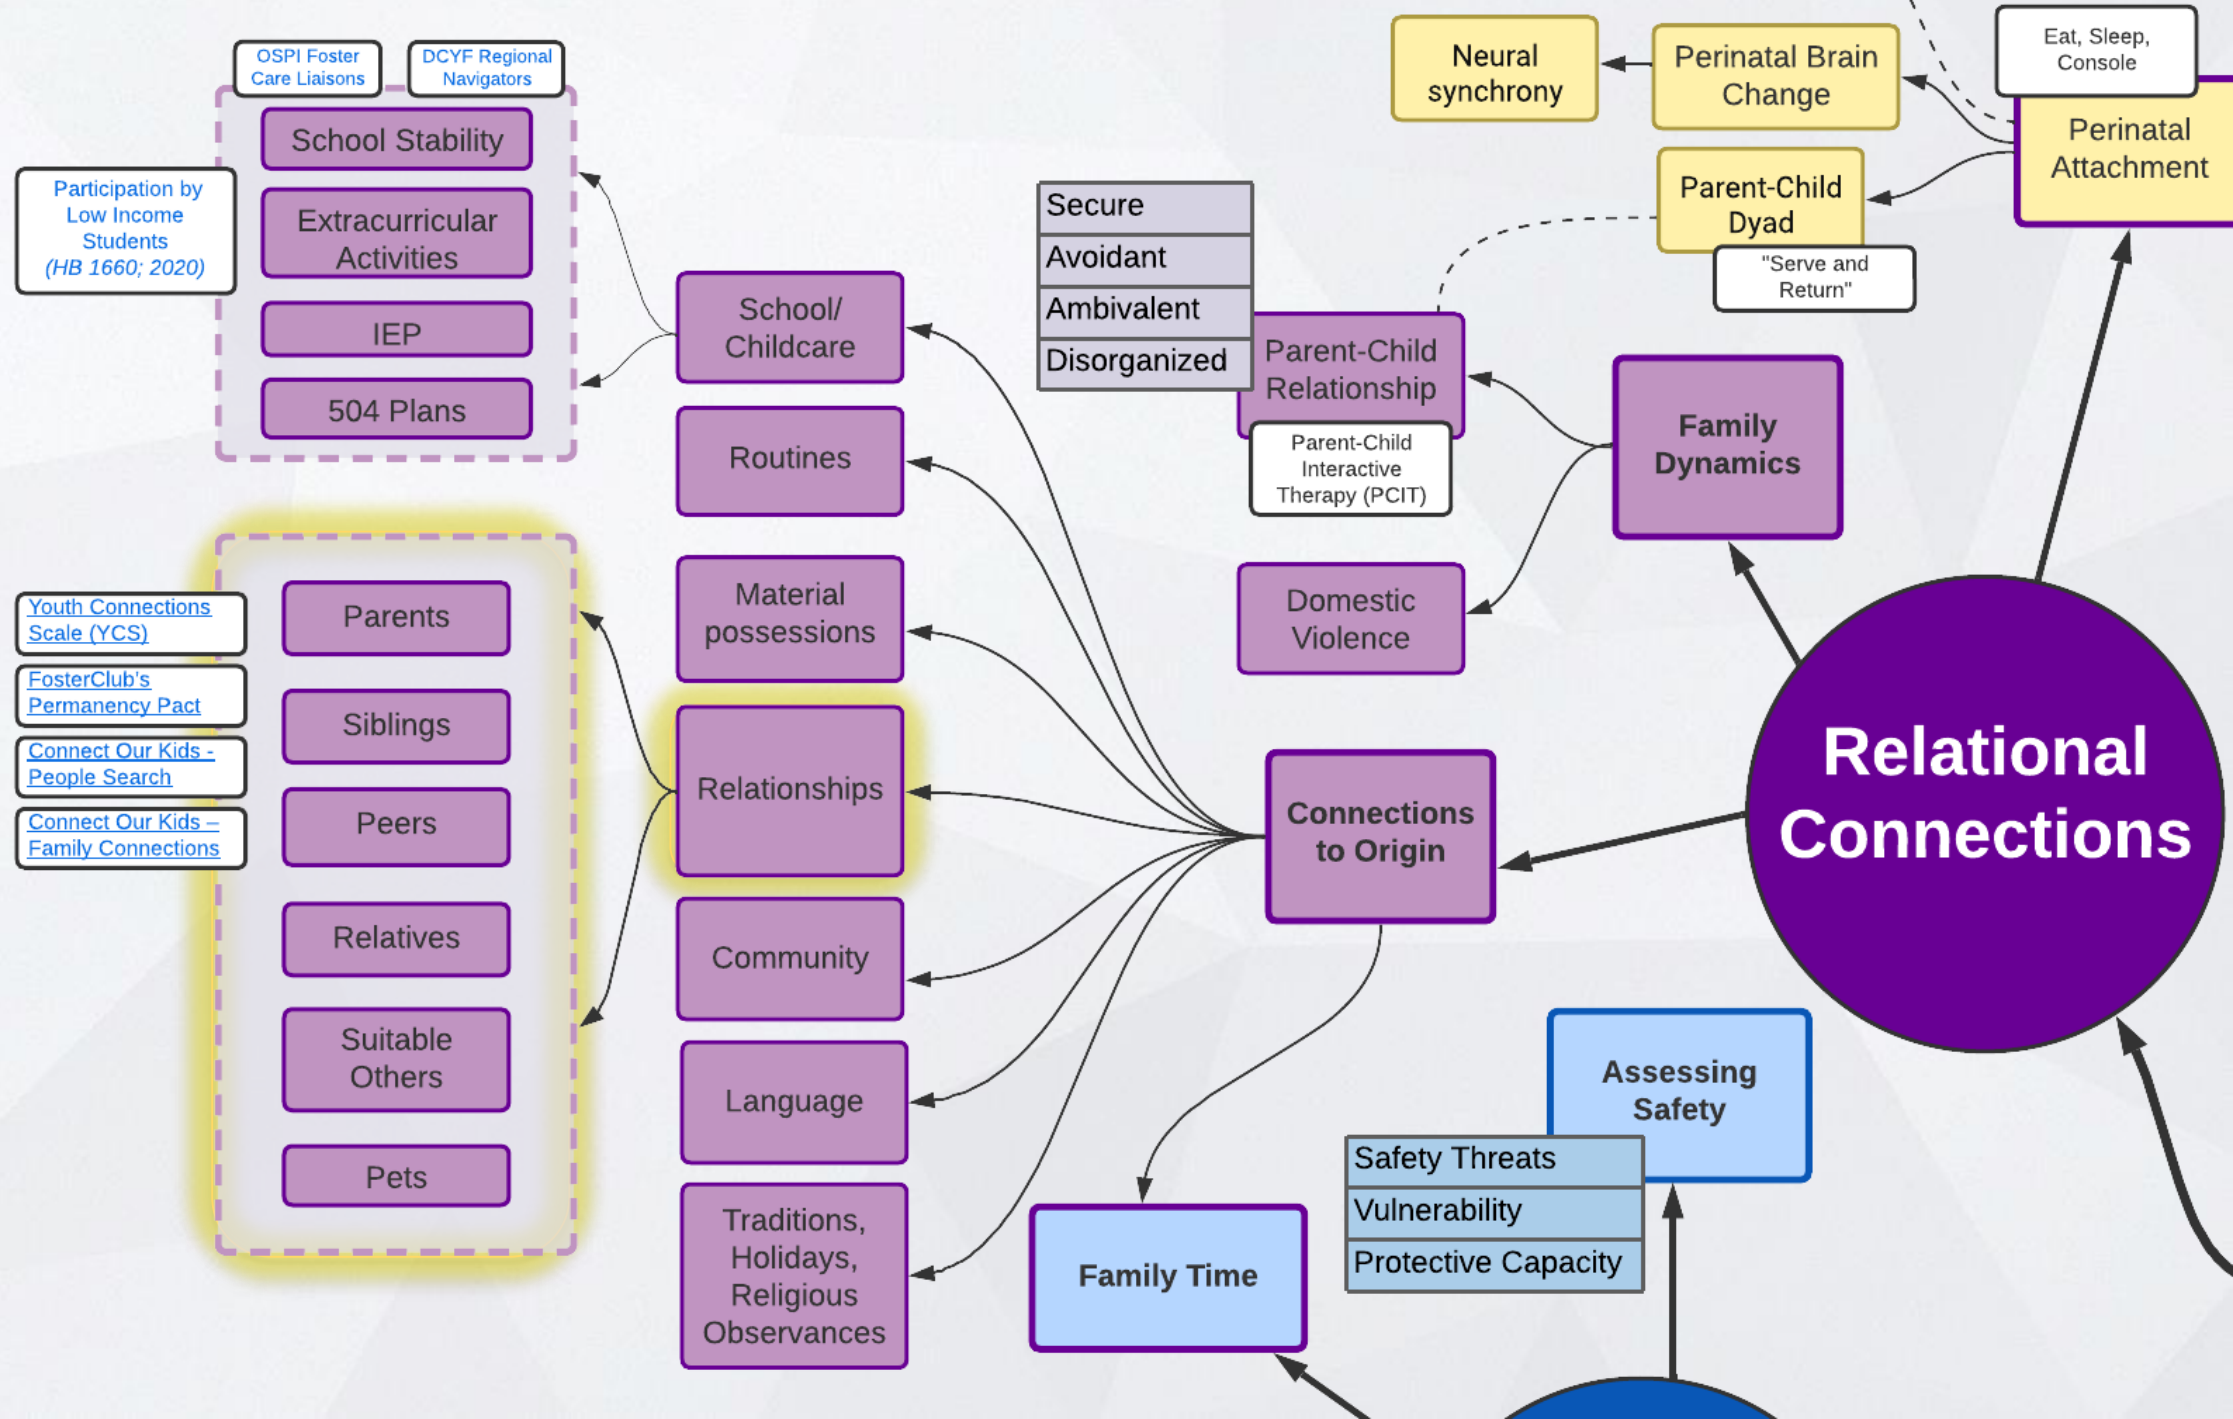 OSPI Foster
Care Liaisons
DCYF Regional
Navigators
School Stability
Extracurricular
Activities
IEP
504 Plans
Participation by
Low Income
Students
(HB 1660; 2020)
Youth Connections
Scale (YCS)
FosterClub's
Permanency Pact
Connect Our Kids -
People Search
Connect Our Kids –
Family Connections
Parents
Siblings
Peers
Relatives
Suitable
Others
Pets
School/
Childcare
Routines
Material
possessions
Relationships
Community
Language
Traditions,
Holidays,
Religious
Observances
Secure
Avoidant
Ambivalent
Disorganized
Parent-Child
Relationship
Parent-Child
Interactive
Therapy (PCIT)
Domestic
Violence
Connections
to Origin
Family Time
Neural
synchrony
Perinatal Brain
Change
Parent-Child
Dyad
"Serve and
Return"
Eat, Sleep,
Console
Perinatal
Attachment
Family
Dynamics
Relational
Connections
Assessing
Safety
Safety Threats
Vulnerability
Protective Capacity